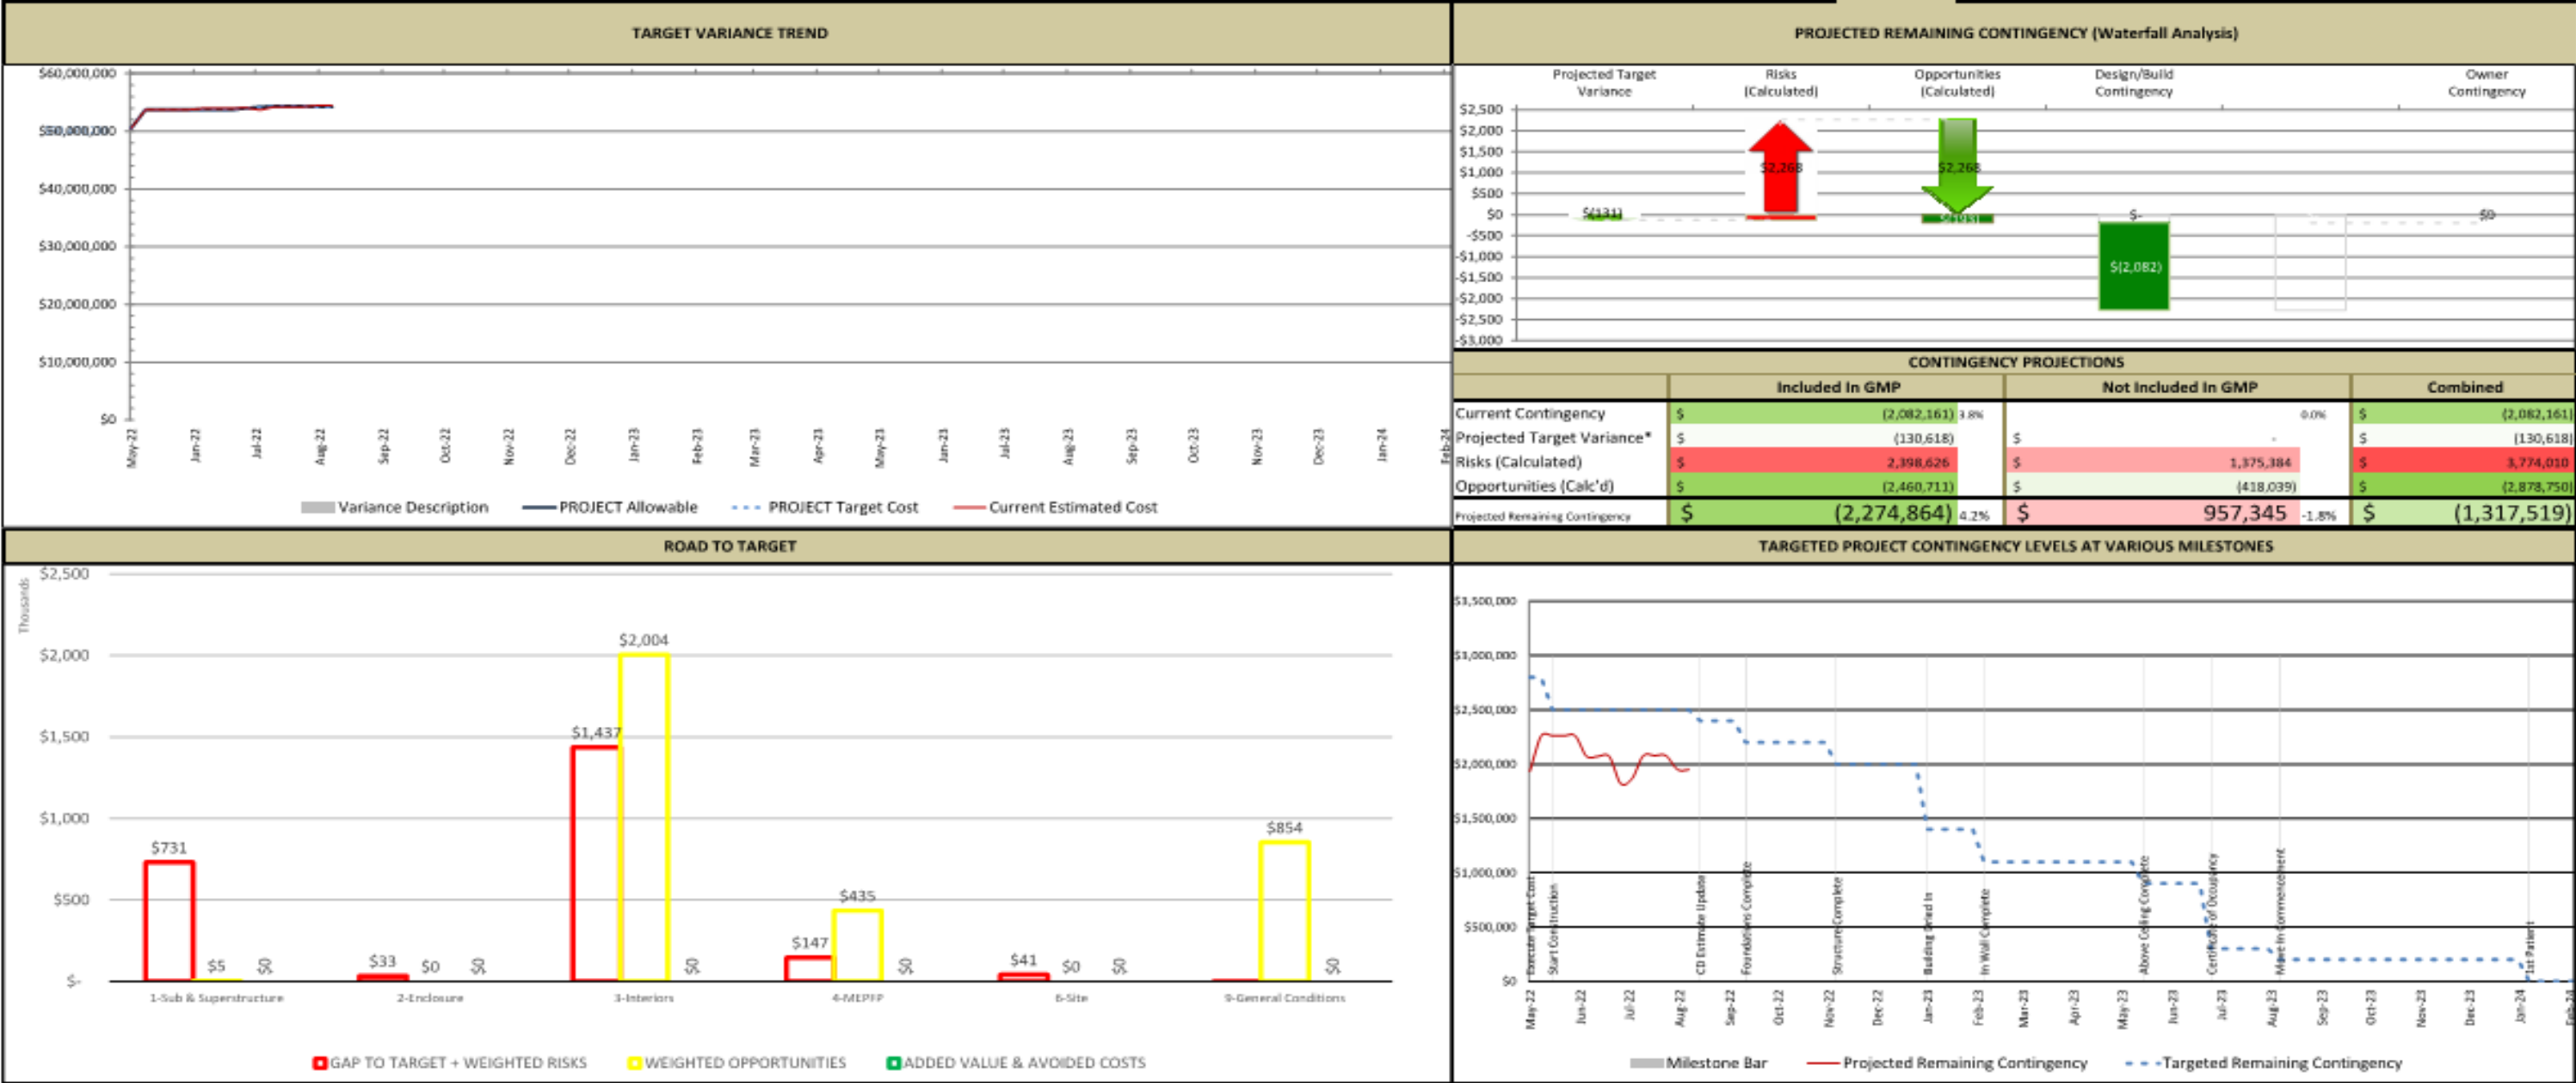 TARGET VARIANCE TREND
$60,000,000
$50,000,000
$40,000,000
$30,000,000
$20,000,000
$10,000,000
$0
May-22 Jun-22 Jul-22 Aug-22 Sep-22 Oct-22 Nov-22 Dec-22 Jan-23 Feb-23 Mar-23 Apr-23 May-23 Jun-23 Jul-23 Aug-23 Sep-23 Oct-23 Nov-23 Dec-23 Jan-24 Feb-24
Variance Description PROJECT Allowable PROJECT Target Cost Current Estimated Cost
PROJECTED REMAINING CONTINGENCY (Waterfall Analysis)
Projected Target Risks Opportunities Design/Build Owner
Variance (Calculated) (Calculated) Contingency Contingency
$2,500
$2,000
$1,500
$1,000
$500
$0
-$500
-$1,000
-$1,500
-$2,000
-$2,500
-$3,000
$(131) $2,268 $2,268 $- $0
$(2,082)
CONTINGENCY PROJECTIONS
Included In GMP Not Included In GMP Combined
Current Contingency $ (2,082,161) 3.8% 0.0% $ (2,082,161)
Projected Target Variance* $ (130,618) $ - $ (130,618)
Risks (Calculated) $ 2,398,626 $ 1,375,384 $ 3,774,010
Opportunities (Calc'd) $ (2,460,711) $ (418,039) $ (2,878,750)
Projected Remaining Contingency $ (2,274,864) 4.2% $ 957,345 -1.8% $ (1,317,519)
ROAD TO TARGET
Thousands
$2,500
$2,000
$1,500
$1,000
$500
$-
$731 $5 $0 $33 $0 $0 $1,437 $2,004 $0 $147 $435 $0 $41 $0 $0 $854 $0
1-Sub & Superstructure 2-Enclosure 3-Interiors 4-MEPFP 6-Site 9-General Conditions
GAP TO TARGET + WEIGHTED RISKS WEIGHTED OPPORTUNITIES ADDED VALUE & AVOIDED COSTS
TARGETED PROJECT CONTINGENCY LEVELS AT VARIOUS MILESTONES
$3,500,000
$3,000,000
$2,500,000
$2,000,000
$1,500,000
$1,000,000
$500,000
$0
Execute Target Cost
Start Construction
CD Estimate Update
Foundations Complete
Structure Complete
Building Dried In
In Wall Complete
Above Ceiling Complete
Certificate of Occupancy
Move In Commencement
1st Patient
May-22 Jun-22 Jul-22 Aug-22 Sep-22 Oct-22 Nov-22 Dec-22 Jan-23 Feb-23 Mar-23 Apr-23 May-23 Jun-23 Jul-23 Aug-23 Sep-23 Oct-23 Nov-23 Dec-23 Jan-24
Milestone Bar Projected Remaining Contingency Targeted Remaining Contingency